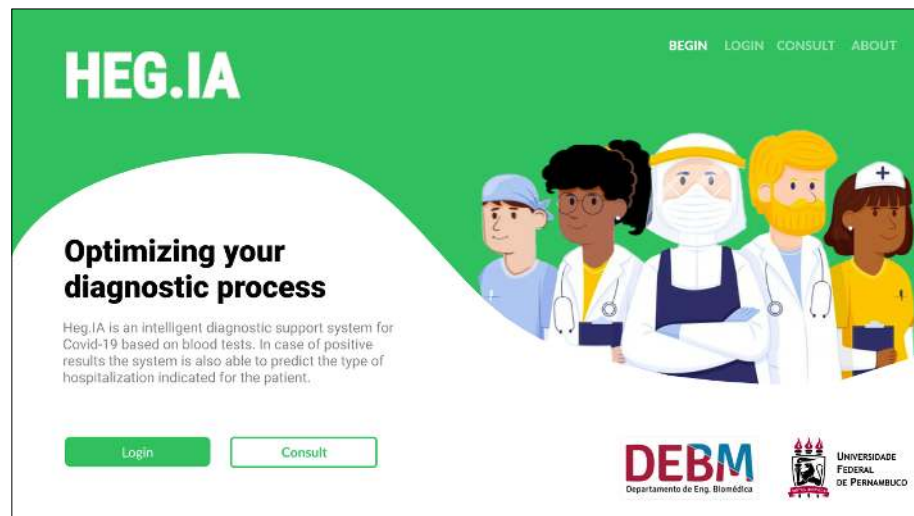 HEG.IA
BEGIN LOGIN CONSULT ABOUT
Optimizing your
diagnostic process
Heg.IA is an intelligent diagnostic support system for
Covid-19 based on blood tests. In case of positive
results the system is also able to predict the type of
hospitalization indicated for the patient.
Login
Consult
DEBM
Departamento de Eng. Biomédica
UNIVERSIDADE
FEDERAL
DE PERNAMBUCO